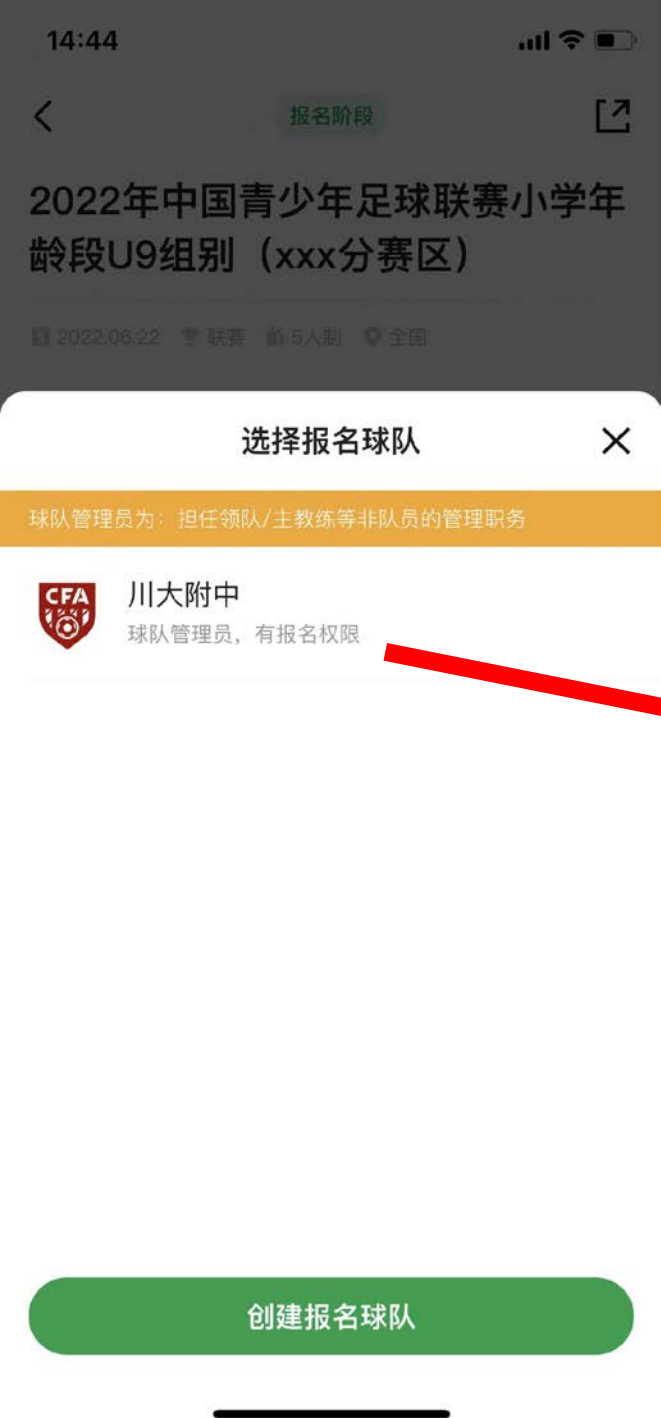 14:44
报名阶段
2022年中国青少年足球联赛小学年
龄段U9组别（xxx分赛区）
2022.06.22 联赛 5人制 全国
选择报名球队
球队管理员为：担任领队/主教练等非队员的管理职务
CFA
川大附中
球队管理员，有报名权限
创建报名球队